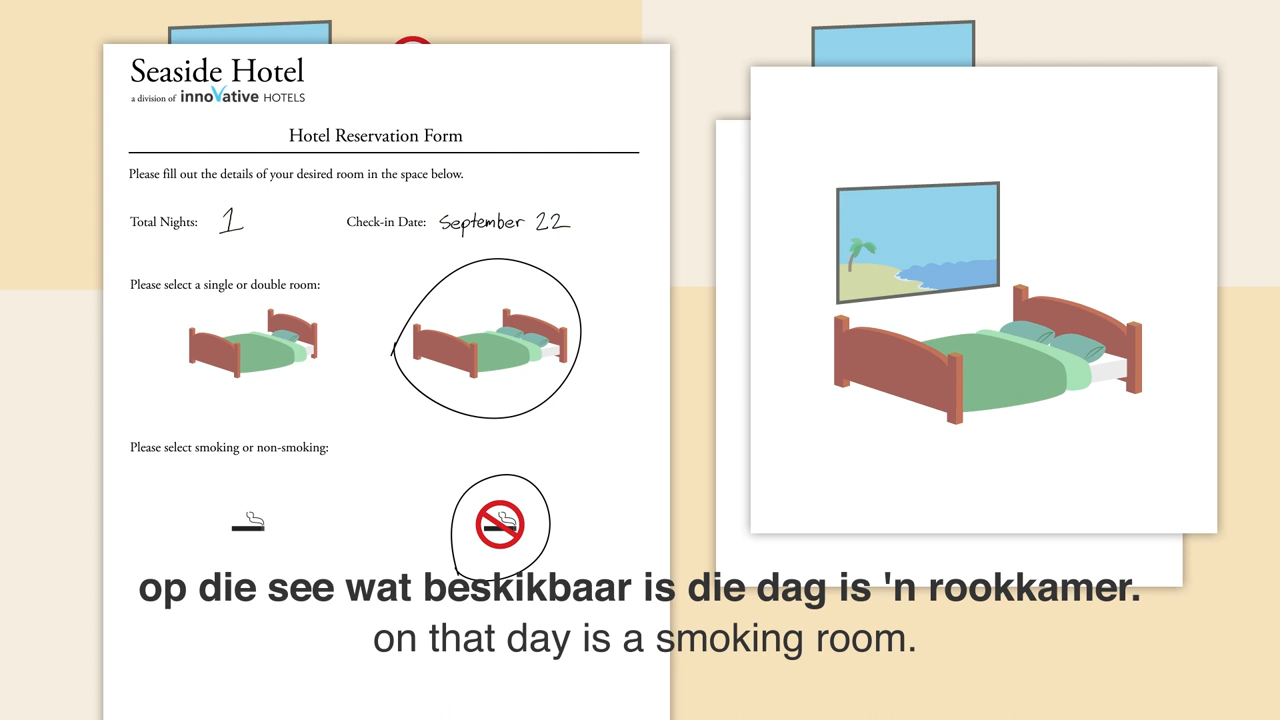 Seaside Hotel
a division of innoVative HOTELS
Hotel Reservation Form
Please fill out the details of your desired room in the space below.
Total Nights: 1 Check-in Date: September 22
Please select a single or double room:
Please select smoking or non-smoking:
op die see wat beskikbaar is die dag is 'n rookkamer.
on that day is a smoking room.